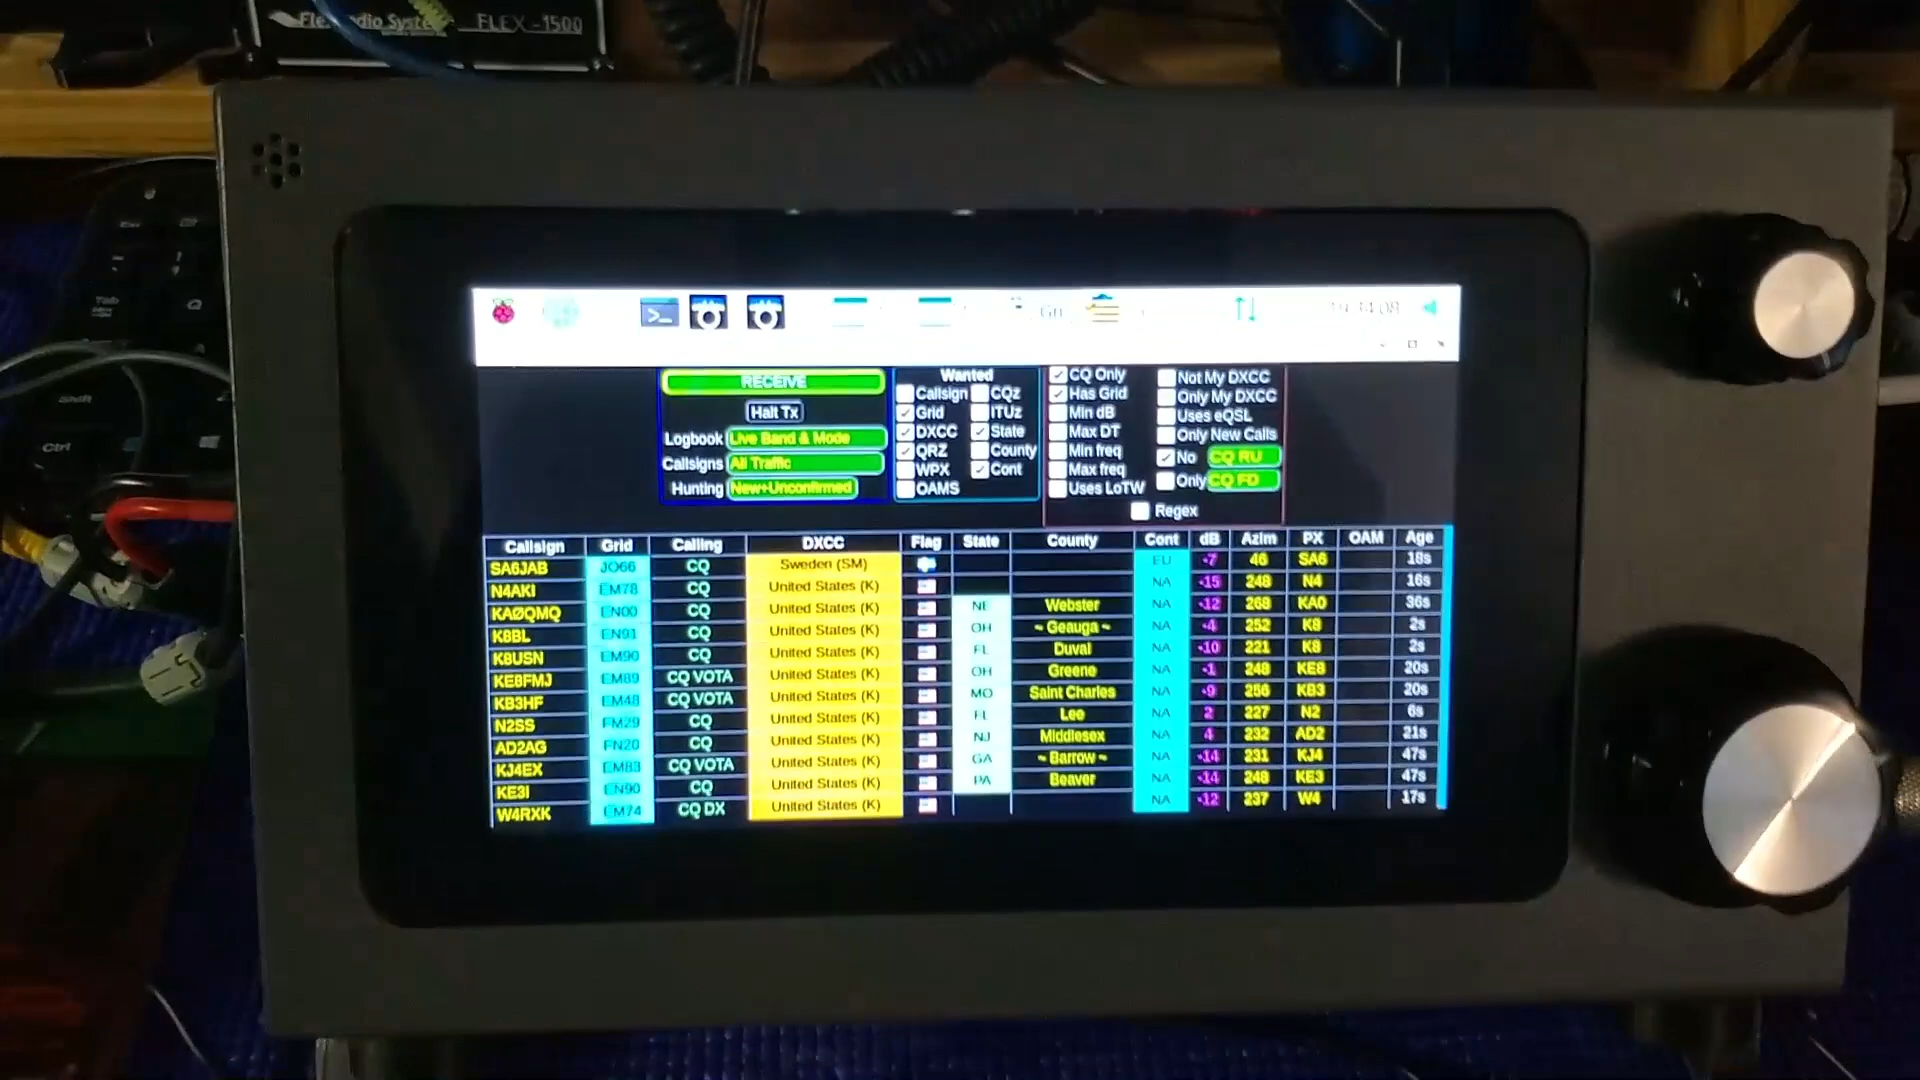 FlexRadio Systems FLEX-1500
Tab
Shift
Ctrl
Gri
19:34:08
RECEIVE
Halt Tx
Logbook Live Band & Mode
Callsigns All Traffic
Hunting New+Unconfirmed
Wanted
Callsign CQz
Grid ITUz
DXCC State
QRZ County
WPX Cont
OAMS
CQ Only Not My DXCC
Has Grid Only My DXCC
Min dB Uses eQSL
Max DT Only New Calls
Min freq No CQ RU
Max freq Only CQ FD
Uses LoTW
Regex
Callsign Grid Calling DXCC Flag State County Cont dB Azim PX OAM Age
SA6JAB JO66 CQ Sweden (SM) EU -7 46 SA6 18s
N4AKI EM78 CQ United States (K) NA -15 248 N4 16s
KAØQMQ EN00 CQ United States (K) NE Webster NA -12 268 KA0 36s
K8BL EN91 CQ United States (K) OH ~ Geauga ~ NA -4 252 K8 2s
K8USN EM90 CQ United States (K) FL Duval NA -10 221 K8 2s
KE8FMJ EM89 CQ VOTA United States (K) OH Greene NA -1 248 KE8 20s
KB3HF EM48 CQ VOTA United States (K) MO Saint Charles NA -9 256 KB3 20s
N2SS FM29 CQ United States (K) FL Lee NA 2 227 N2 6s
AD2AG FN20 CQ United States (K) NJ Middlesex NA 4 232 AD2 21s
KJ4EX EM83 CQ VOTA United States (K) GA ~ Barrow ~ NA -14 231 KJ4 47s
KE3I EN90 CQ United States (K) PA Beaver NA -14 248 KE3 47s
W4RXK EM74 CQ DX United States (K) NA -12 237 W4 17s